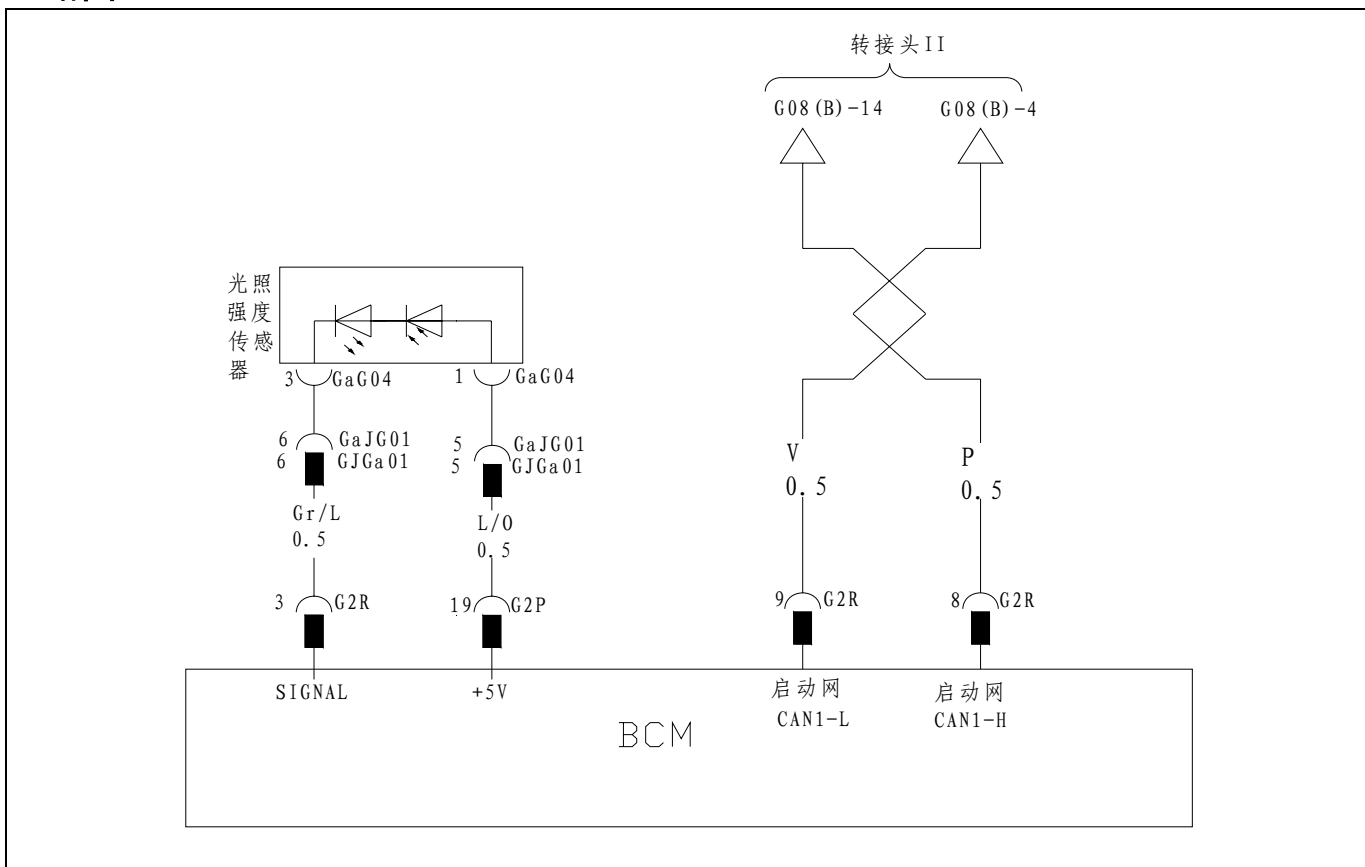 转接头II
G08(B)-14 G08(B)-4
光照
强度
传感
器
3 GaG04 1 GaG04
6 GaJG01 5 GaJG01
6 GJGa01 5 GJGa01
V P
0.5 0.5
Gr/L L/O
0.5 0.5
3 G2R 19 G2P 9 G2R 8 G2R
SIGNAL +5V 启动网 启动网
CAN1-L CAN1-H
BCM